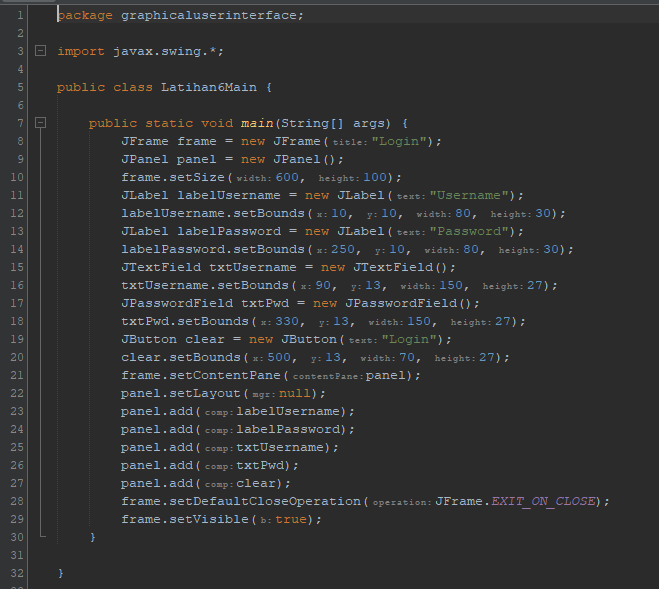 1 package graphicaluserinterface;
2
3 import javax.swing.*;
4
5 public class Latihan6Main {
6
7 public static void main(String[] args) {
8 JFrame frame = new JFrame( title: "Login");
9 JPanel panel = new JPanel();
10 frame.setSize( width: 600, height: 100);
11 JLabel labelUsername = new JLabel( text: "Username");
12 labelUsername.setBounds( x: 10, y: 10, width: 80, height: 30);
13 JLabel labelPassword = new JLabel( text: "Password");
14 labelPassword.setBounds( x: 250, y: 10, width: 80, height: 30);
15 JTextField txtUsername = new JTextField();
16 txtUsername.setBounds( x: 90, y: 13, width: 150, height: 27);
17 JPasswordField txtPwd = new JPasswordField();
18 txtPwd.setBounds( x: 330, y: 13, width: 150, height: 27);
19 JButton clear = new JButton( text: "Login");
20 clear.setBounds( x: 500, y: 13, width: 70, height: 27);
21 frame.setContentPane( contentPane: panel);
22 panel.setLayout( mgr: null);
23 panel.add( comp: labelUsername);
24 panel.add( comp: labelPassword);
25 panel.add( comp: txtUsername);
26 panel.add( comp: txtPwd);
27 panel.add( comp: clear);
28 frame.setDefaultCloseOperation( operation: JFrame.EXIT_ON_CLOSE);
29 frame.setVisible( b: true);
30 }
31
32 }